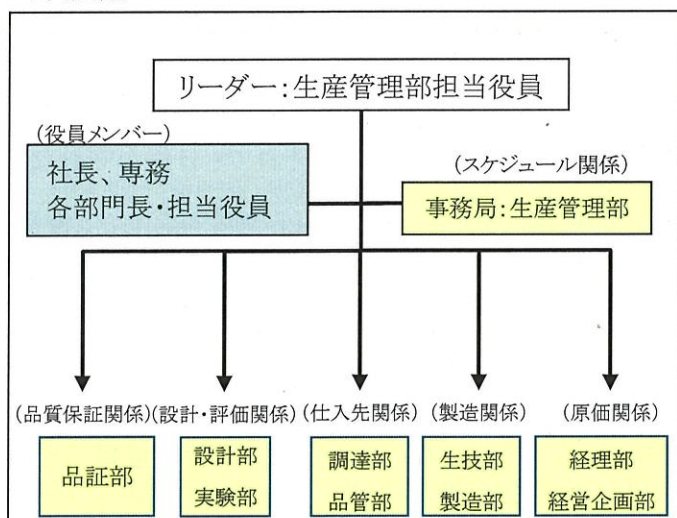 リーダー:生産管理部担当役員
(役員メンバー)
社長、専務
各部門長・担当役員
(スケジュール関係)
事務局:生産管理部
(品質保証関係)
(設計・評価関係)
(仕入先関係)
(製造関係)
(原価関係)
品証部
設計部
実験部
調達部
品管部
生技部
製造部
経理部
経営企画部